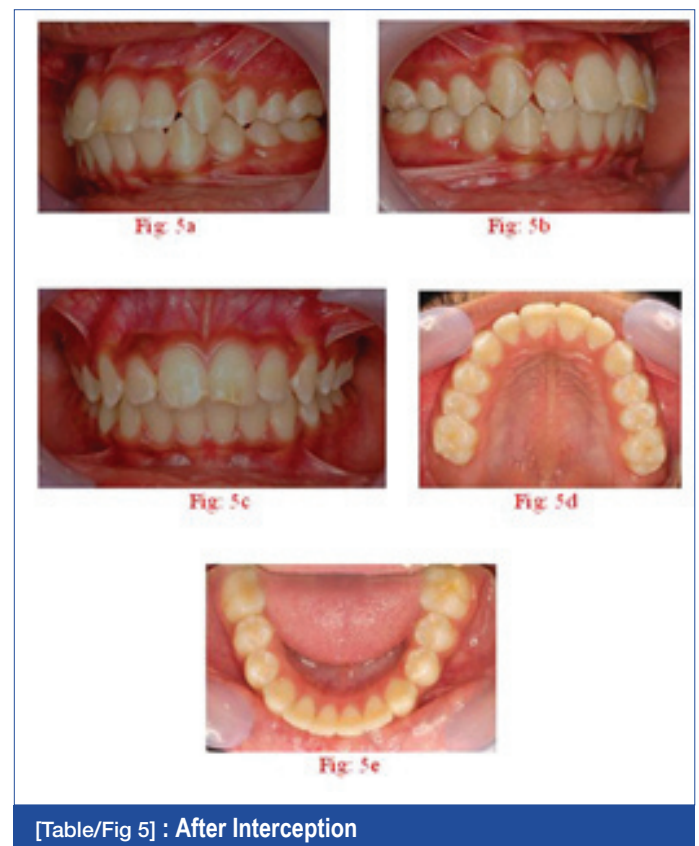 Fig: 5a
Fig: 5b
Fig: 5c
Fig: 5d
Fig: 5e
[Table/Fig 5] : After Interception